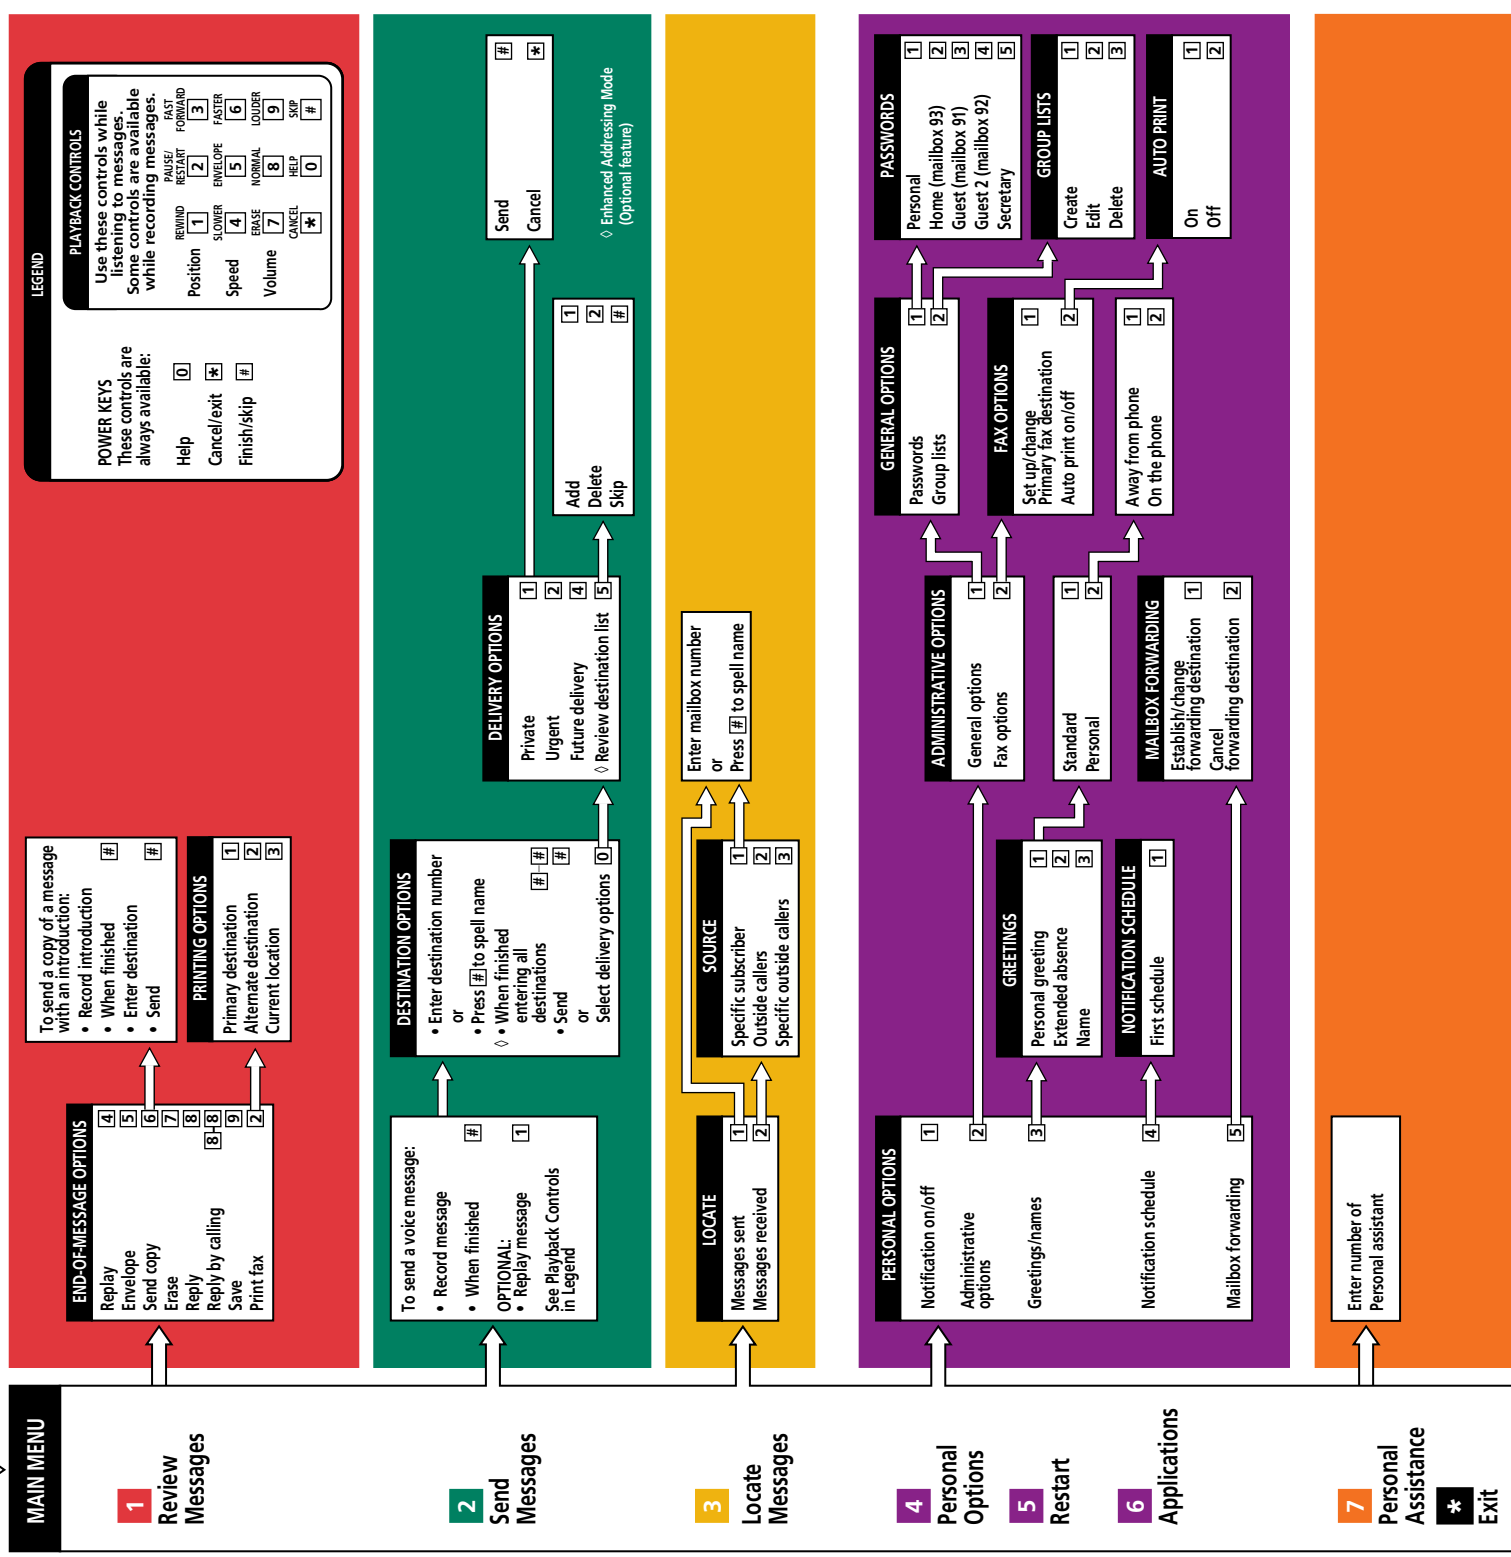 MAIN MENU
1
Review
Messages
2
Send
Messages
3
Locate
Messages
4
Personal
Options
5
Restart
6
Applications
7
Personal
Assistance
*
Exit
END-OF-MESSAGE OPTIONS
Replay 4
Envelope 5
Send copy 6
Erase 7
Reply 8
Reply by calling 8-8
Save 9
Print fax 2
To send a copy of a message
with an introduction:
• Record introduction
• When finished #
• Enter destination
• Send #
PRINTING OPTIONS
Primary destination 1
Alternate destination 2
Current location 3
LEGEND
POWER KEYS
These controls are
always available:
Help 0
Cancel/exit *
Finish/skip #
PLAYBACK CONTROLS
Use these controls while
listening to messages.
Some controls are available
while recording messages.
REWIND PAUSE/RESTART FAST FORWARD
Position 1 2 3
SLOWER ENVELOPE FASTER
Speed 4 5 6
ERASE NORMAL LOUDER
Volume 7 8 9
CANCEL HELP SKIP
* 0 #
To send a voice message:
• Record message
• When finished #
OPTIONAL:
• Replay message 1
See Playback Controls
in Legend
DESTINATION OPTIONS
• Enter destination number
or
• Press # to spell name
◊ • When finished
entering all
destinations #-#
• Send #
or
Select delivery options 0
DELIVERY OPTIONS
Private 1
Urgent 2
Future delivery 4
◊ Review destination list 5
Add 1
Delete 2
Skip #
Send #
Cancel *
◊ Enhanced Addressing Mode
(Optional feature)
LOCATE
Messages sent 1
Messages received 2
SOURCE
Specific subscriber 1
Outside callers 2
Specific outside callers 3
Enter mailbox number
or
Press # to spell name
PERSONAL OPTIONS
Notification on/off 1
Administrative
options 2
Greetings/names 3
Notification schedule 4
Mailbox forwarding 5
GREETINGS
Personal greeting 1
Extended absence 2
Name 3
NOTIFICATION SCHEDULE
First schedule 1
ADMINISTRATIVE OPTIONS
General options 1
Fax options 2
Standard 1
Personal 2
MAILBOX FORWARDING
Establish/change
forwarding destination 1
Cancel
forwarding destination 2
GENERAL OPTIONS
Passwords 1
Group lists 2
FAX OPTIONS
Set up/change 1
Primary fax destination
Auto print on/off 2
Away from phone 1
On the phone 2
PASSWORDS
Personal 1
Home (mailbox 93) 2
Guest (mailbox 91) 3
Guest 2 (mailbox 92) 4
Secretary 5
GROUP LISTS
Create 1
Edit 2
Delete 3
AUTO PRINT
On 1
Off 2
Enter number of
Personal assistant